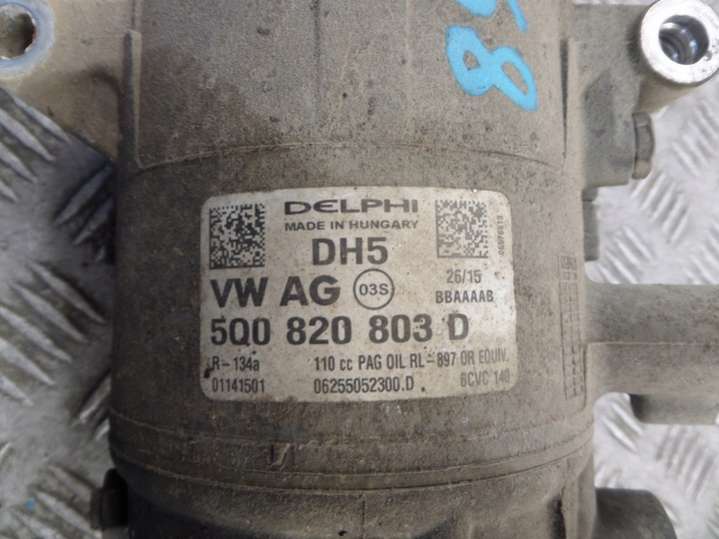 DELPHI
MADE IN HUNGARY
DH5
VW AG 03S
26/15
BBAAAAB
5Q0 820 803 D
R-134a 110 cc PAG OIL RL-897 OR EQUIV.
01141501 06255052300.D 6CVC 140